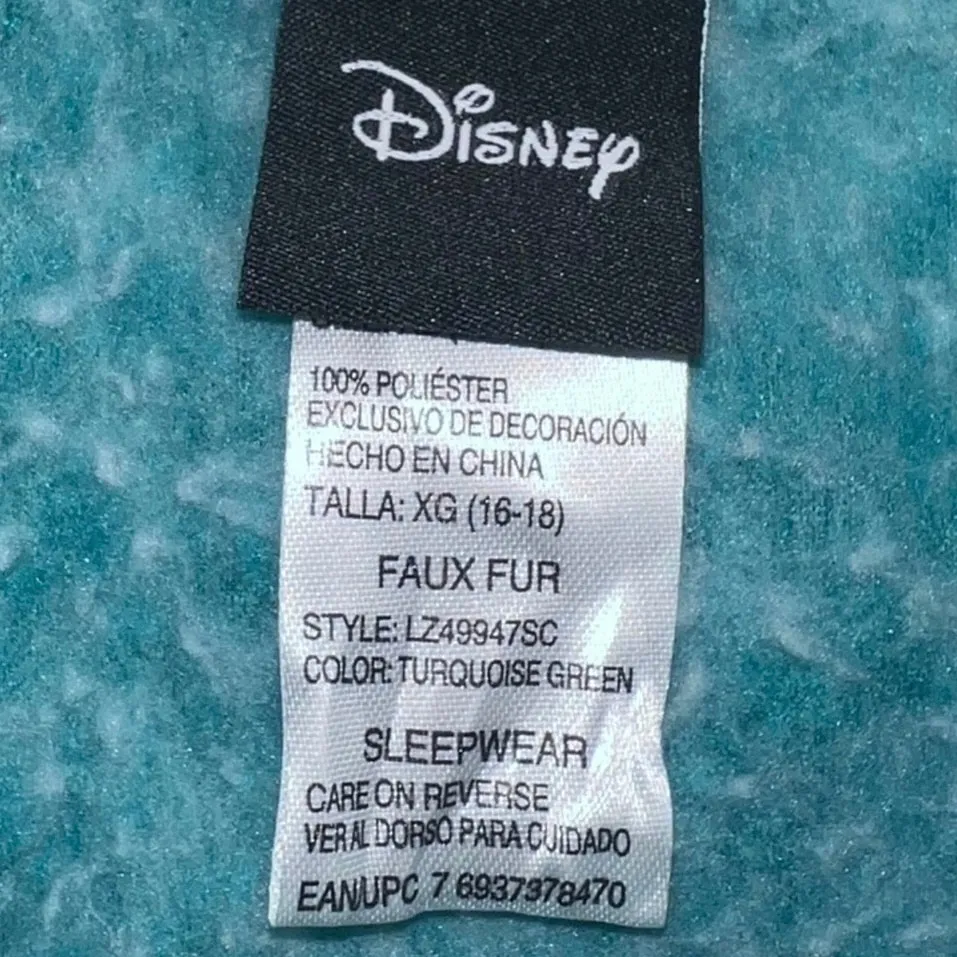 Disney
100% POLIÉSTER
EXCLUSIVO DE DECORACIÓN
HECHO EN CHINA
TALLA: XG (16-18)
FAUX FUR
STYLE: LZ49947SC
COLOR: TURQUOISE GREEN
SLEEPWEAR
CARE ON REVERSE
VER AL DORSO PARA CUIDADO
EAN/UPC 7 6937378470